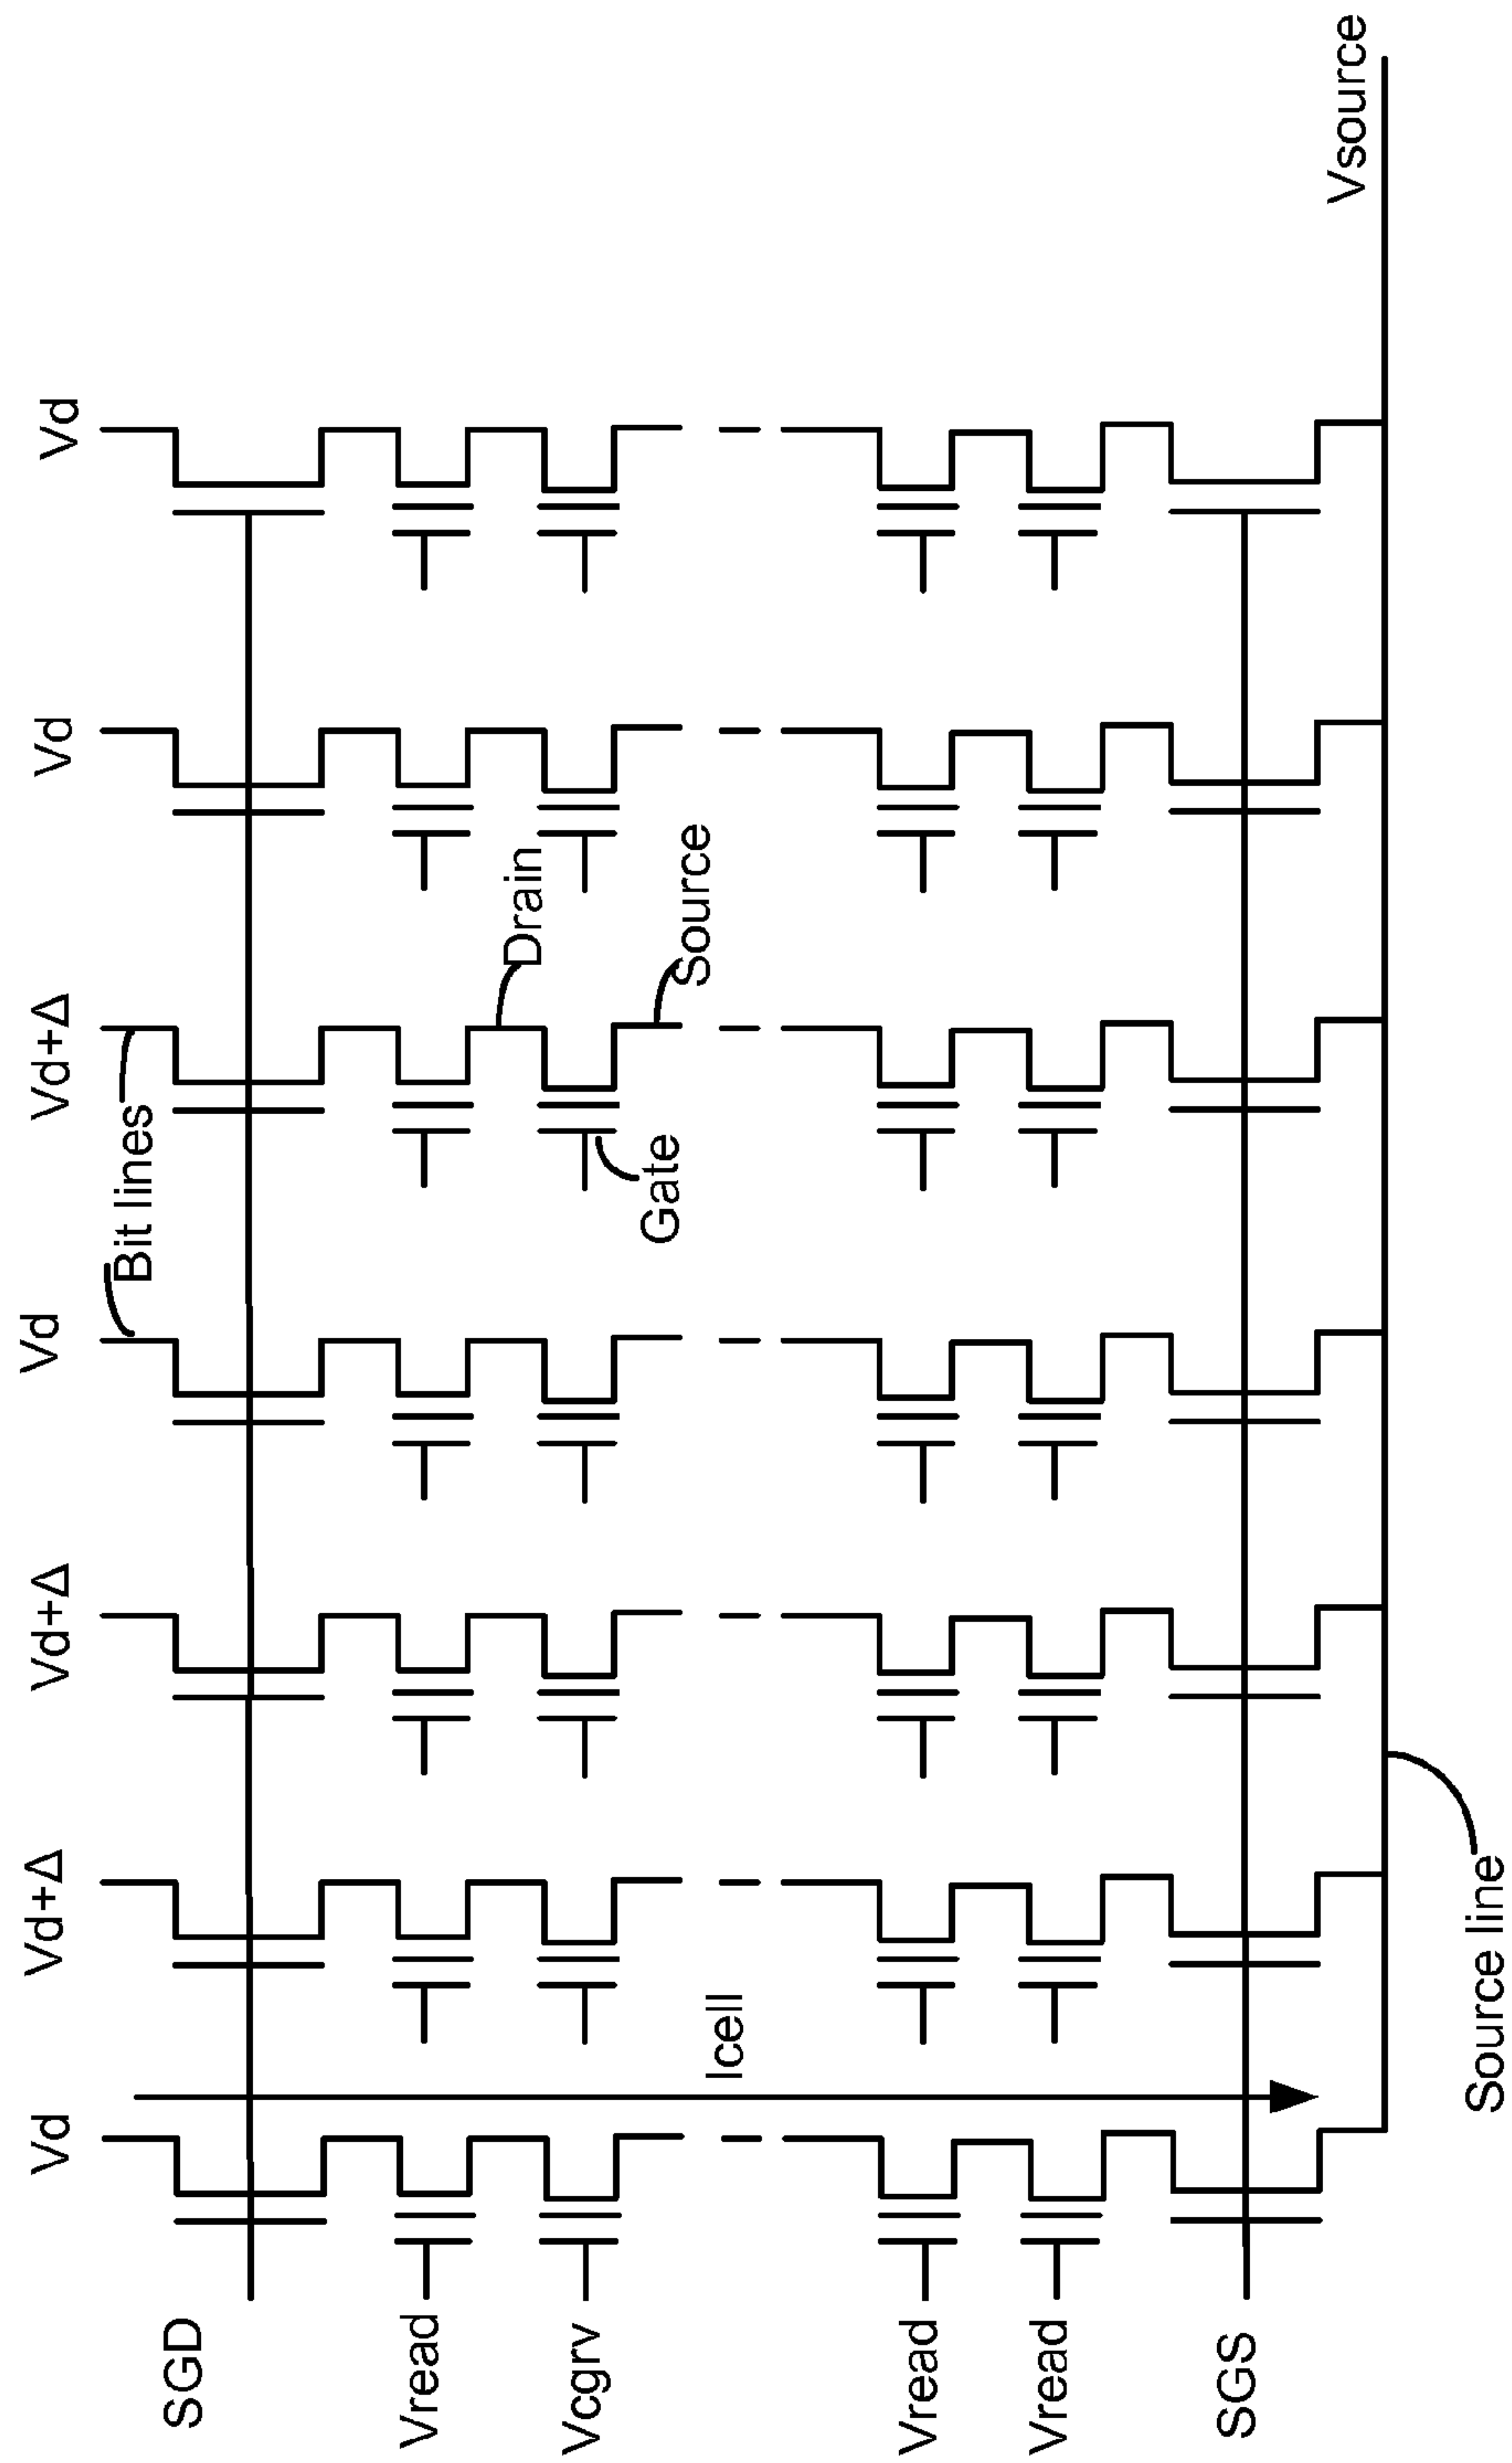 Vd
Vd+Δ
Vd+Δ
Vd
Vd+Δ
Vd
Vd
Bit lines
SGD
Vread
Drain
Vcgrv
Gate
Source
Icell
Vread
Vread
SGS
Vsource
Source line